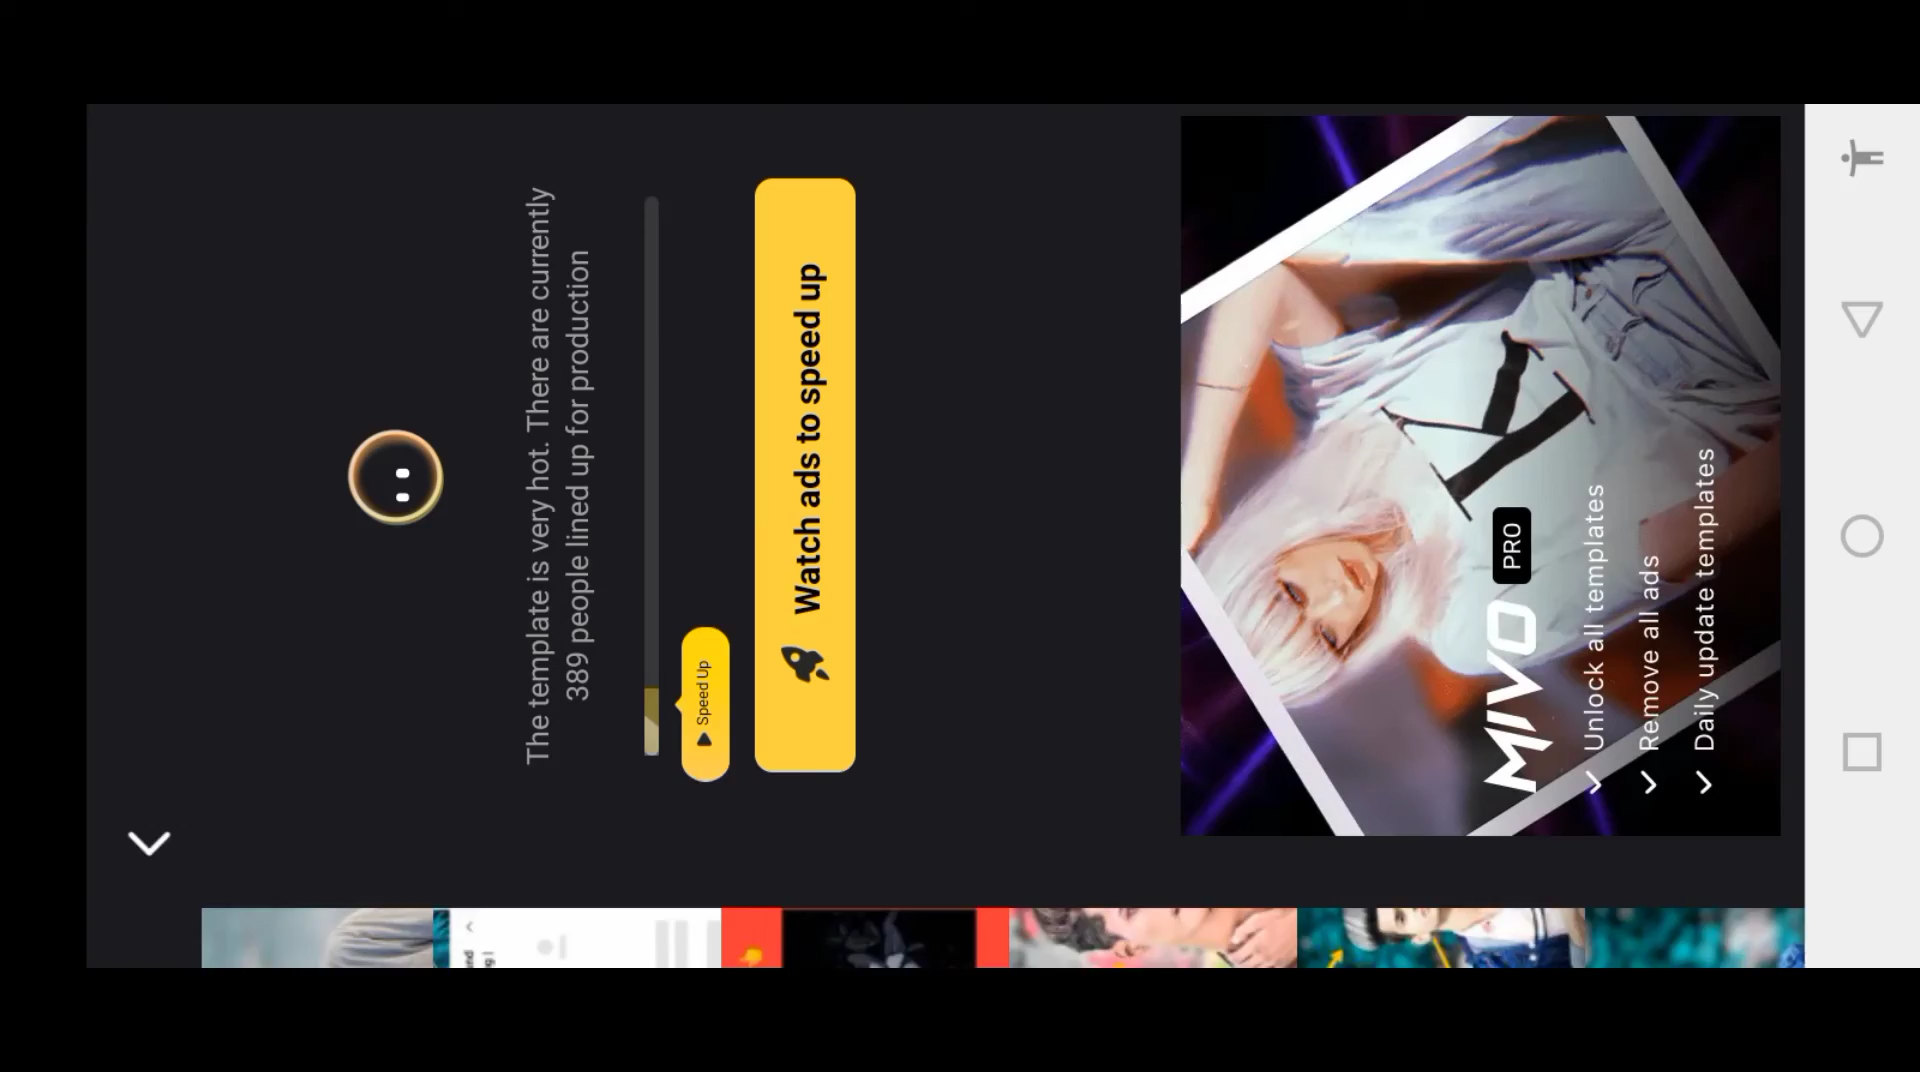 The template is very hot. There are currently
389 people lined up for production
Speed Up
Watch ads to speed up
MIVO PRO
Unlock all templates
Remove all ads
Daily update templates